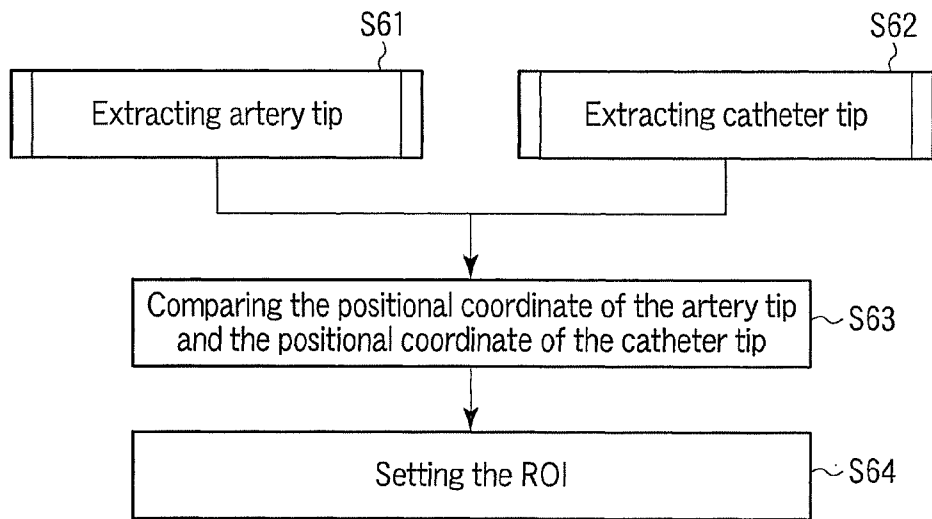 S61
S62
Extracting artery tip
Extracting catheter tip
Comparing the positional coordinate of the artery tip
and the positional coordinate of the catheter tip
S63
Setting the ROI
S64